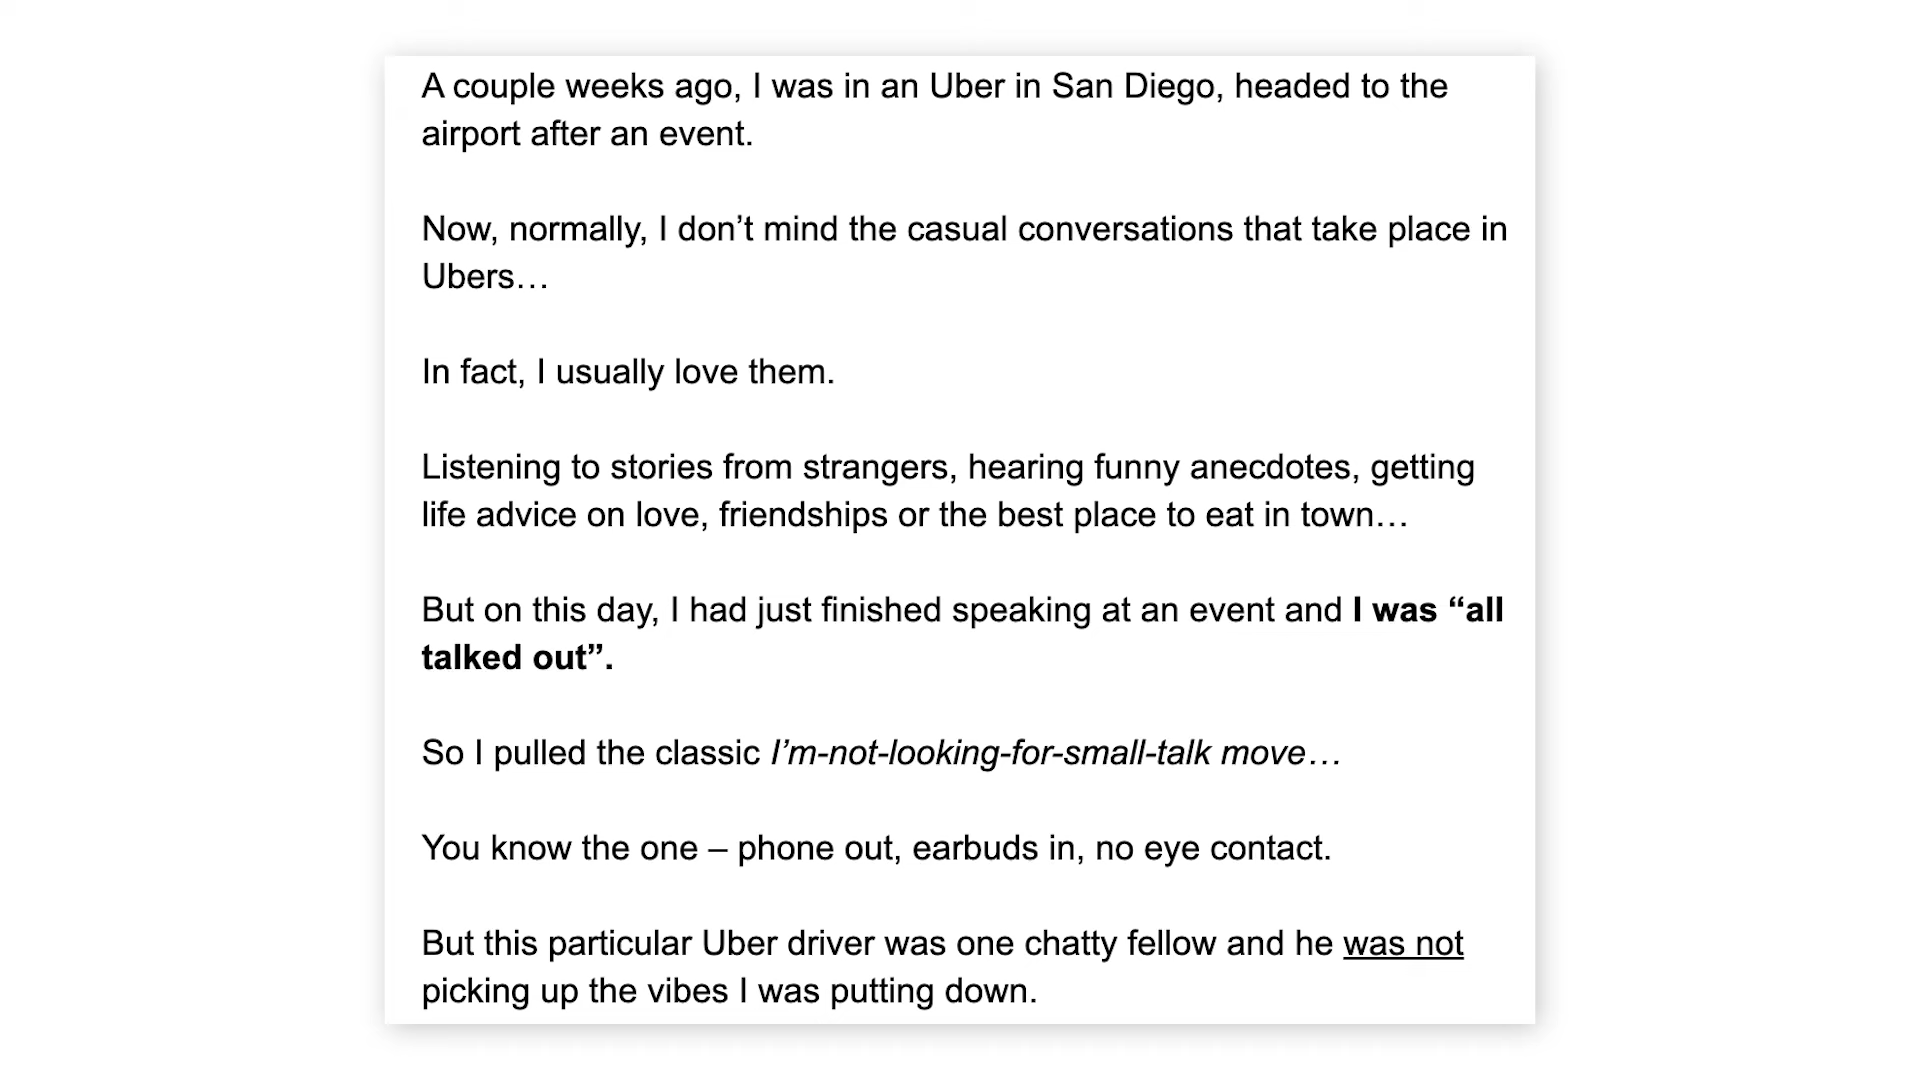 A couple weeks ago, I was in an Uber in San Diego, headed to the
airport after an event.
Now, normally, I don’t mind the casual conversations that take place in
Ubers…
In fact, I usually love them.
Listening to stories from strangers, hearing funny anecdotes, getting
life advice on love, friendships or the best place to eat in town…
But on this day, I had just finished speaking at an event and I was “all
talked out”.
So I pulled the classic I’m-not-looking-for-small-talk move…
You know the one – phone out, earbuds in, no eye contact.
But this particular Uber driver was one chatty fellow and he was not
picking up the vibes I was putting down.